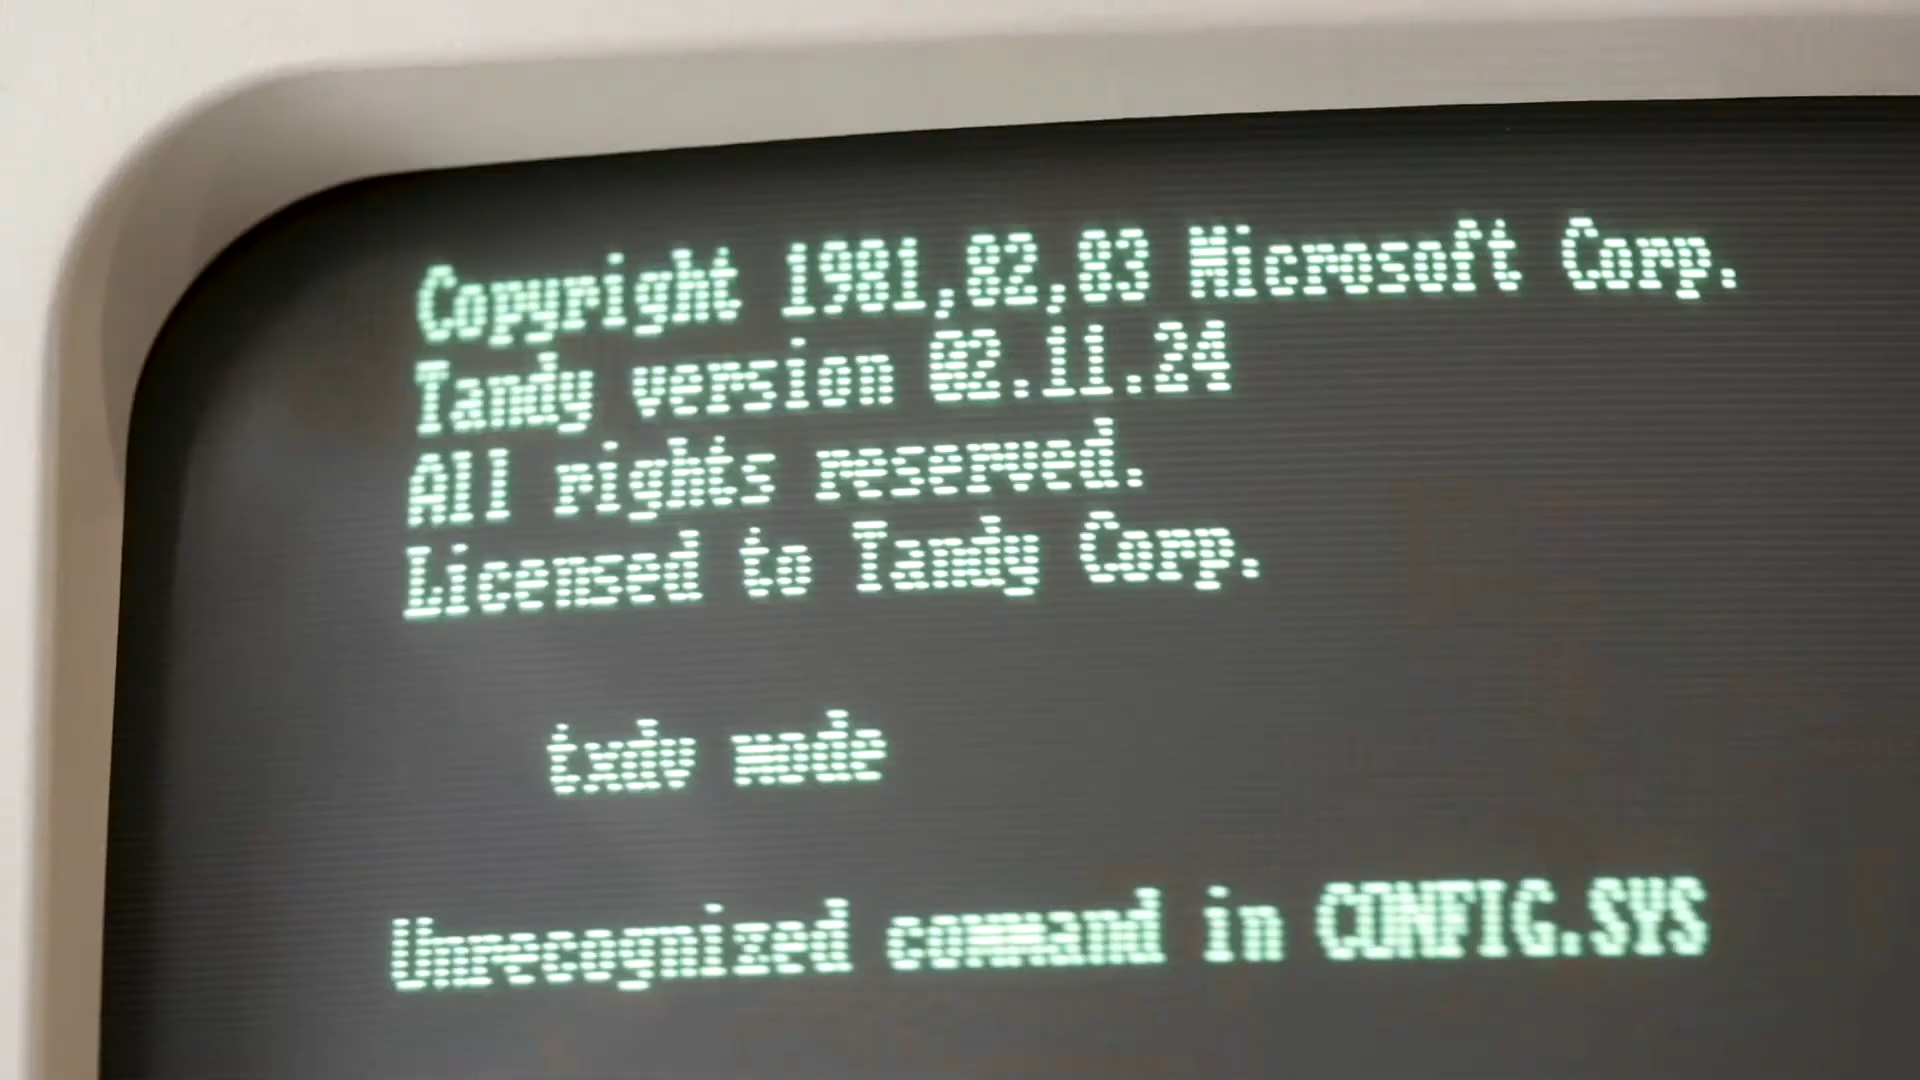 Copyright 1981,82,83 Microsoft Corp.
Tandy version 02.11.24
All rights reserved.
Licensed to Tandy Corp.
txdv mode
Unrecognized command in CONFIG.SYS